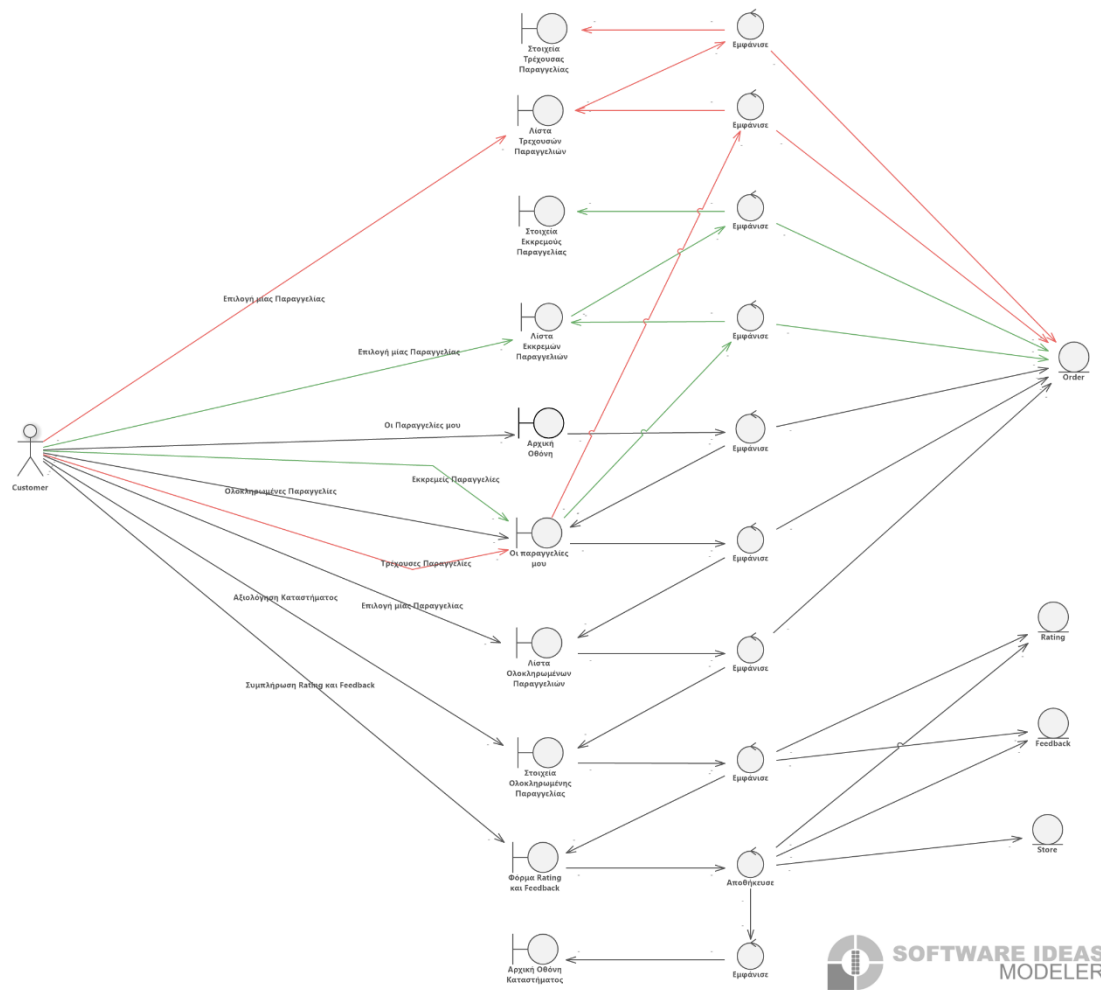 Στοιχεία
Τρέχουσας
Παραγγελίας
Εμφάνισε
Λίστα
Τρεχουσών
Παραγγελιών
Εμφάνισε
Στοιχεία
Εκκρεμούς
Παραγγελίας
Εμφάνισε
Επιλογή μίας Παραγγελίας
Λίστα
Εκκρεμών
Παραγγελιών
Εμφάνισε
Επιλογή μίας Παραγγελίας
Order
Οι Παραγγελίες μου
Αρχική
Οθόνη
Εμφάνισε
Customer
Εκκρεμείς Παραγγελίες
Ολοκληρωμένες Παραγγελίες
Οι παραγγελίες
μου
Εμφάνισε
Τρέχουσες Παραγγελίες
Αξιολόγηση Καταστήματος
Επιλογή μίας Παραγγελίας
Λίστα
Ολοκληρωμένων
Παραγγελιών
Εμφάνισε
Rating
Συμπλήρωση Rating και Feedback
Στοιχεία
Ολοκληρωμένης
Παραγγελίας
Εμφάνισε
Feedback
Φόρμα Rating
και Feedback
Αποθήκευσε
Store
Αρχική Οθόνη
Καταστήματος
Εμφάνισε
SOFTWARE IDEAS
MODELER